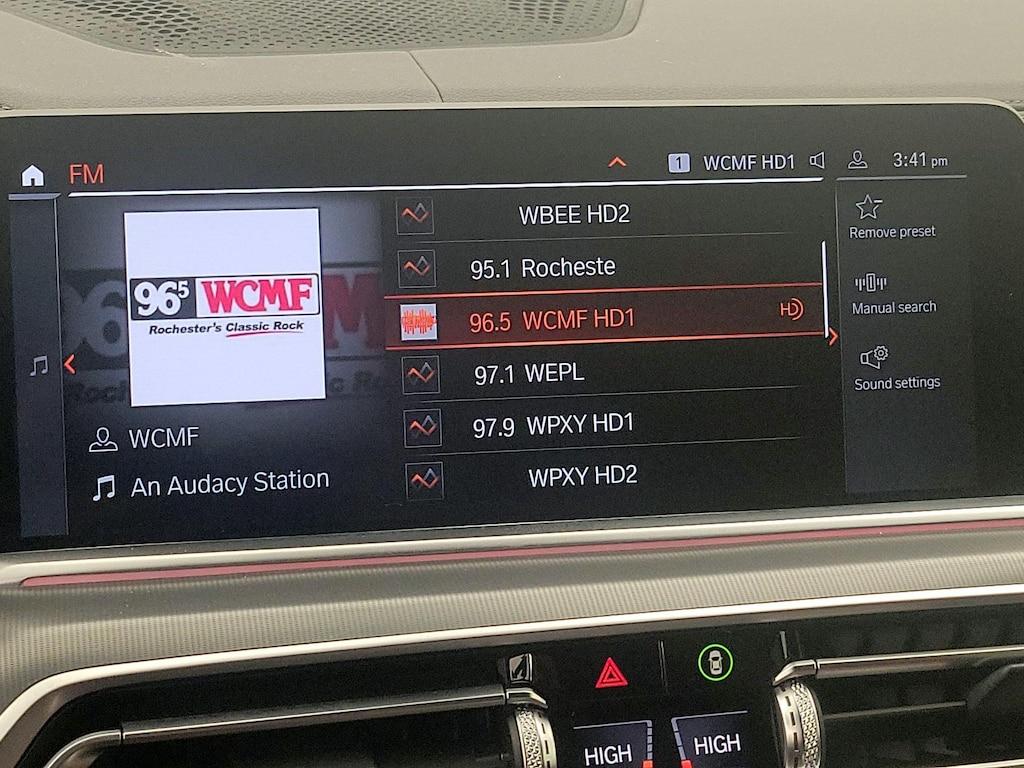 FM
1 WCMF HD1
3:41 pm
965 WCMF
Rochester's Classic Rock
WCMF
An Audacy Station
WBEE HD2
95.1 Rocheste
96.5 WCMF HD1 HD
97.1 WEPL
97.9 WPXY HD1
WPXY HD2
Remove preset
Manual search
Sound settings
HIGH
HIGH